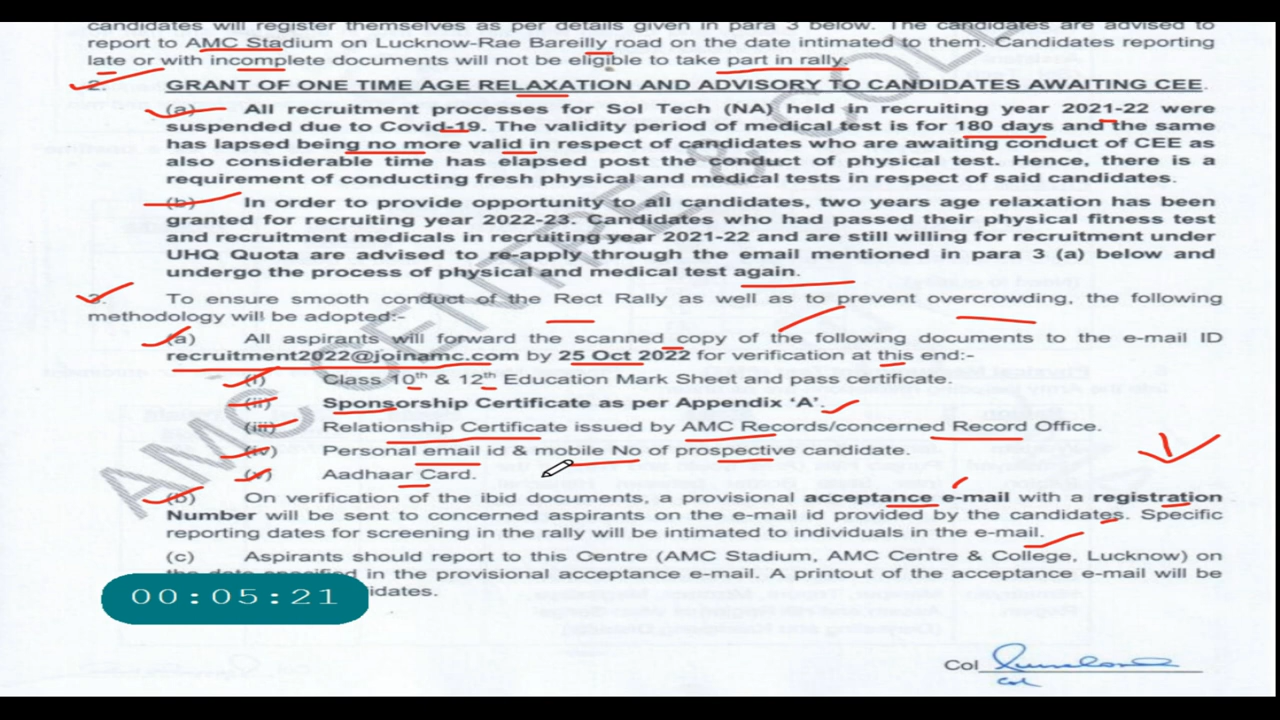 candidates will register themselves as per details given in para 3 below. The candidates are advised to
report to AMC Stadium on Lucknow-Rae Bareilly road on the date intimated to them. Candidates reporting
late or with incomplete documents will not be eligible to take part in rally.
2. GRANT OF ONE TIME AGE RELAXATION AND ADVISORY TO CANDIDATES AWAITING CEE.
(a) All recruitment processes for Sol Tech (NA) held in recruiting year 2021-22 were
suspended due to Covid-19. The validity period of medical test is for 180 days and the same
has lapsed being no more valid in respect of candidates who are awaiting conduct of CEE as
also considerable time has elapsed post the conduct of physical test. Hence, there is a
requirement of conducting fresh physical and medical tests in respect of said candidates.
(b) In order to provide opportunity to all candidates, two years age relaxation has been
granted for recruiting year 2022-23. Candidates who had passed their physical fitness test
and recruitment medicals in recruiting year 2021-22 and are still willing for recruitment under
UHQ Quota are advised to re-apply through the email mentioned in para 3 (a) below and
undergo the process of physical and medical test again.
3. To ensure smooth conduct of the Rect Rally as well as to prevent overcrowding, the following
methodology will be adopted:-
(a) All aspirants will forward the scanned copy of the following documents to the e-mail ID
recruitment2022@joinamc.com by 25 Oct 2022 for verification at this end:-
(i) Class 10th & 12th Education Mark Sheet and pass certificate.
(ii) Sponsorship Certificate as per Appendix ‘A’.
(iii) Relationship Certificate issued by AMC Records/concerned Record Office.
(iv) Personal email id & mobile No of prospective candidate.
(v) Aadhaar Card.
(b) On verification of the ibid documents, a provisional acceptance e-mail with a registration
Number will be sent to concerned aspirants on the e-mail id provided by the candidates. Specific
reporting dates for screening in the rally will be intimated to individuals in the e-mail.
(c) Aspirants should report to this Centre (AMC Stadium, AMC Centre & College, Lucknow) on
the date specified in the provisional acceptance e-mail. A printout of the acceptance e-mail will be
idates.
00:05:21
Col
Col
AMC CENTRE & COLLE